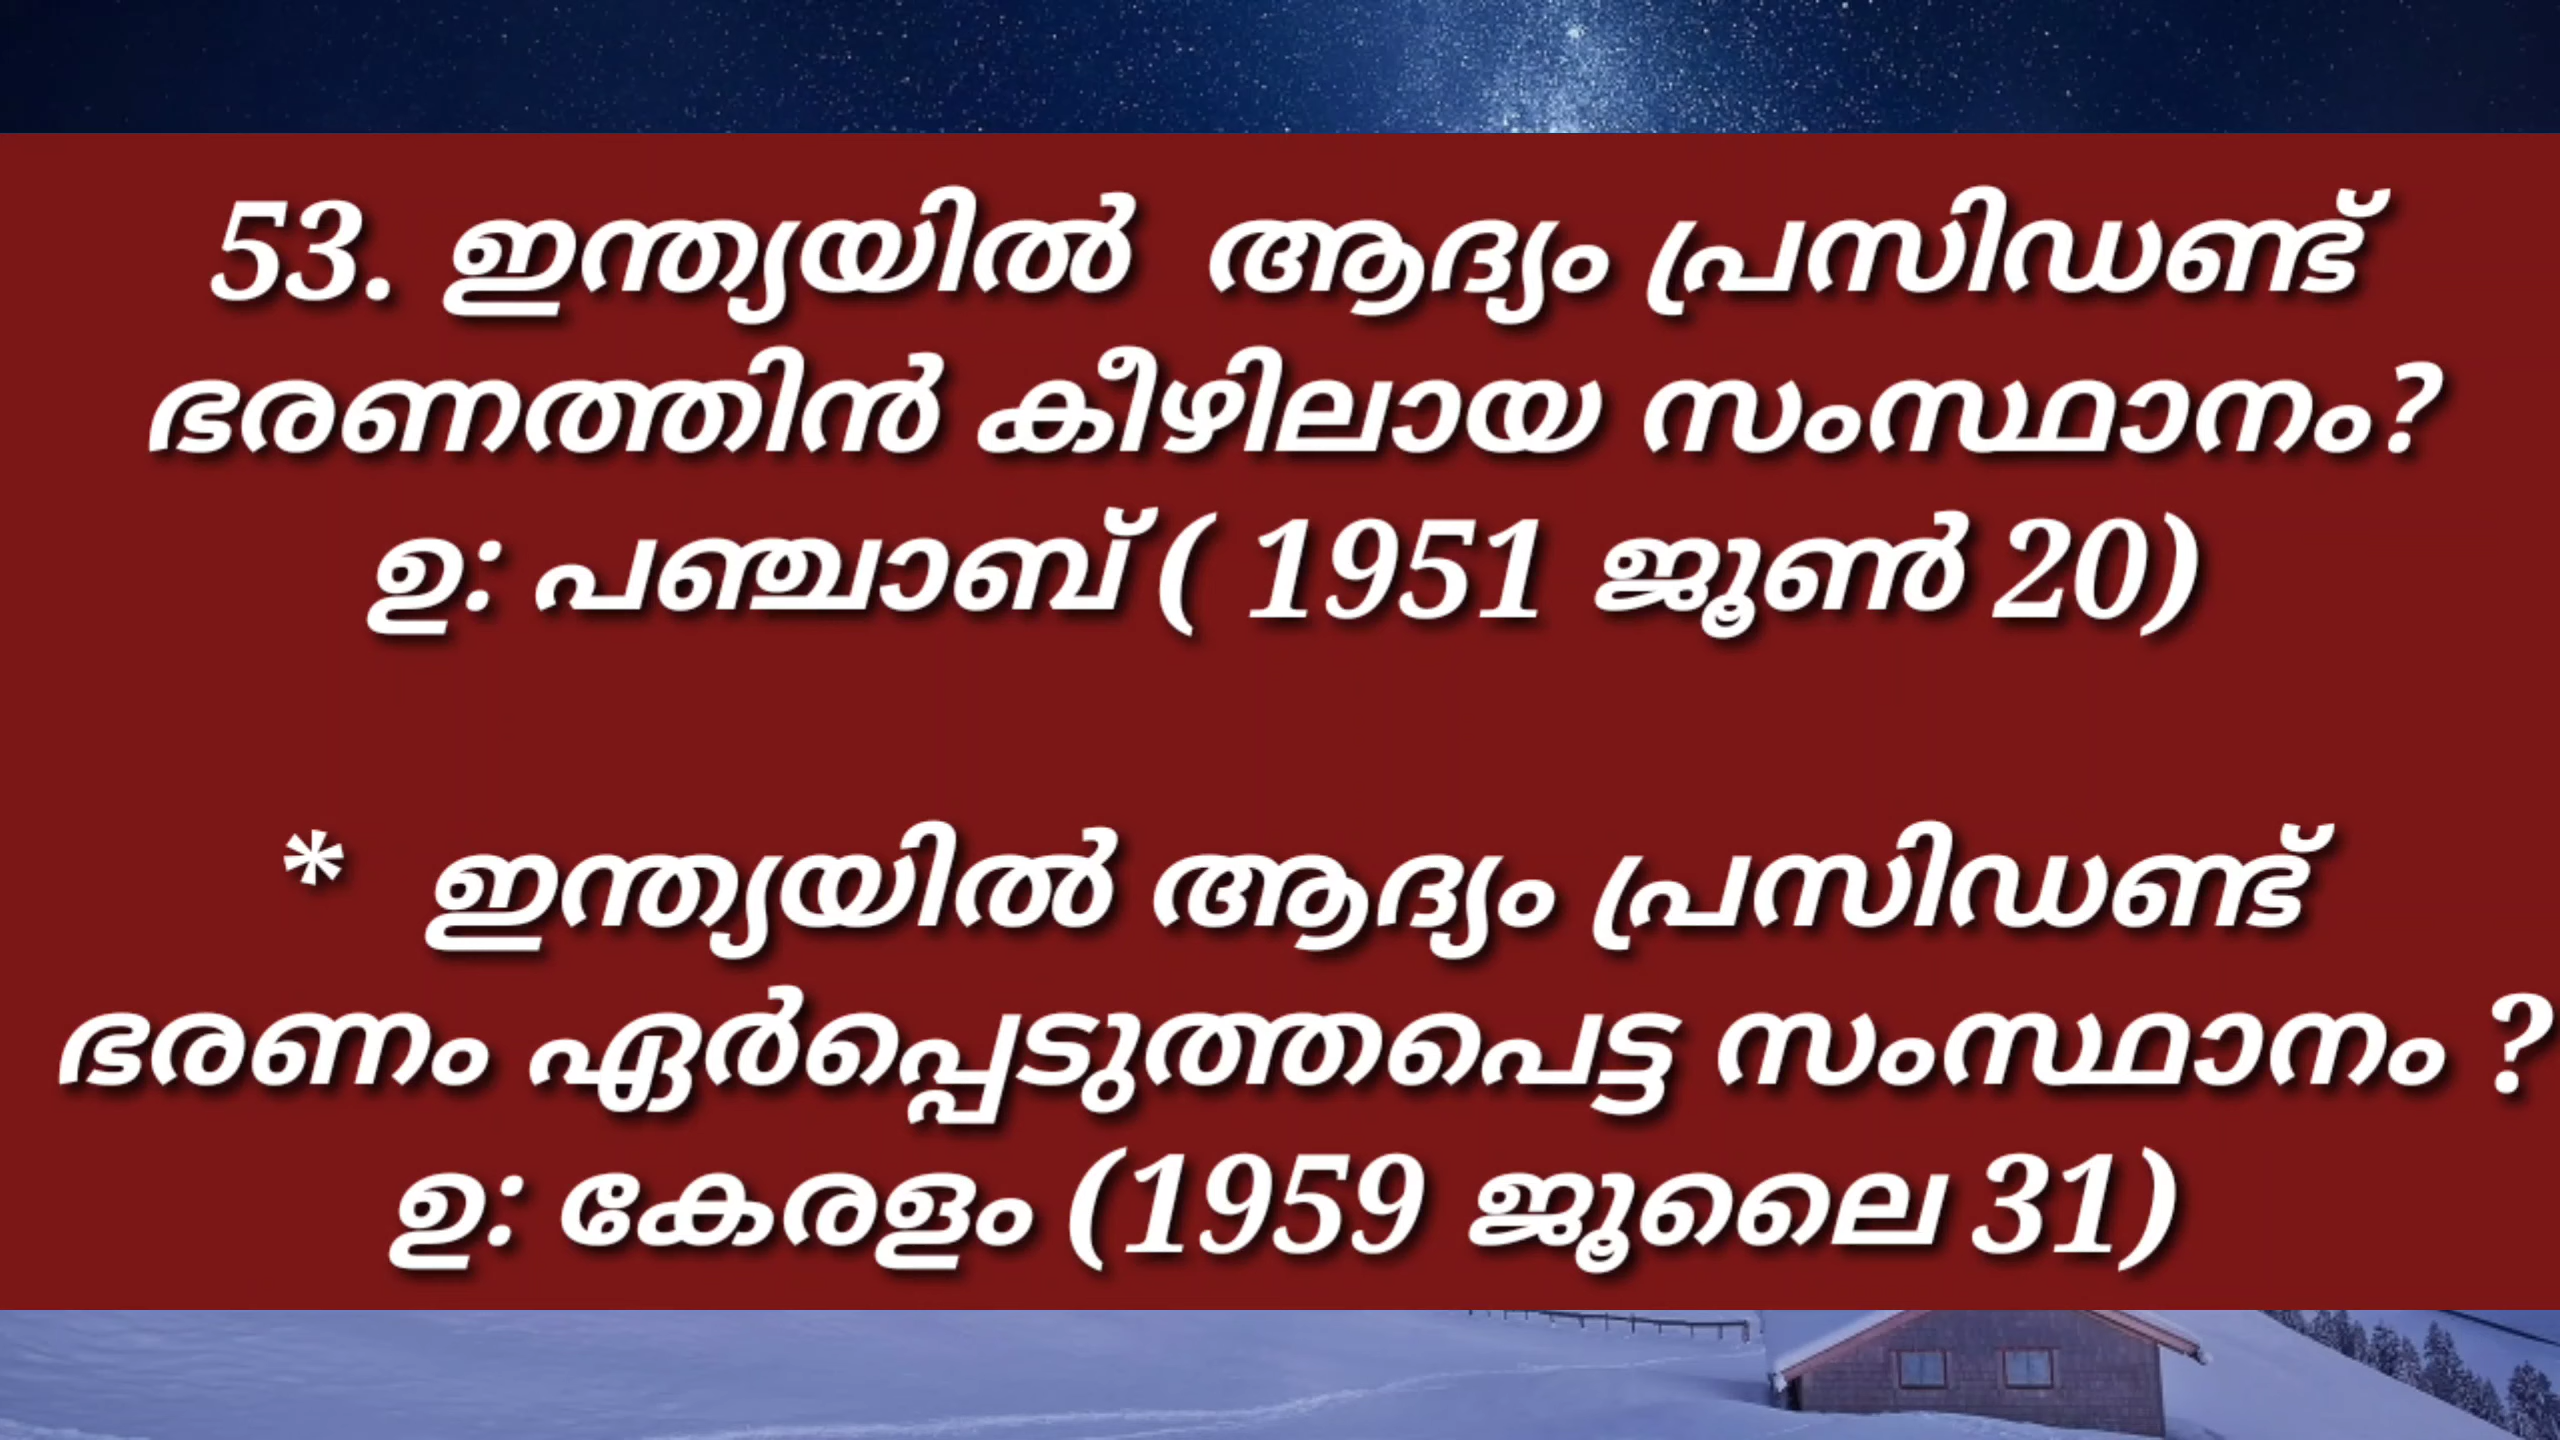 53. ഇന്ത്യയിൽ ആദ്യം പ്രസിഡണ്ട്
ഭരണത്തിൻ കീഴിലായ സംസ്ഥാനം?
ഉ: പഞ്ചാബ് ( 1951 ജൂൺ 20)
* ഇന്ത്യയിൽ ആദ്യം പ്രസിഡണ്ട്
ഭരണം ഏർപ്പെടുത്തപെട്ട സംസ്ഥാനം ?
ഉ: കേരളം (1959 ജൂലൈ 31)